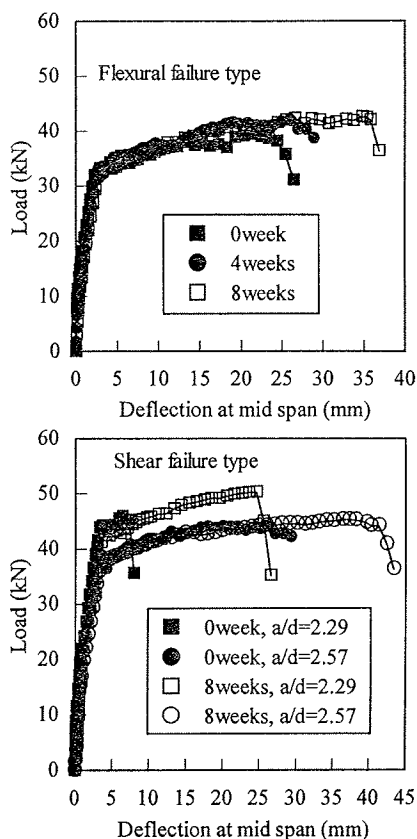 60
50
40
30
20
10
0
Load (kN)
Flexural failure type
0week
4weeks
8weeks
0 5 10 15 20 25 30 35 40
Deflection at mid span (mm)
60
50
40
30
20
10
0
Load (kN)
Shear failure type
0week, a/d=2.29
0week, a/d=2.57
8weeks, a/d=2.29
8weeks, a/d=2.57
0 5 10 15 20 25 30 35 40 45
Deflection at mid span (mm)